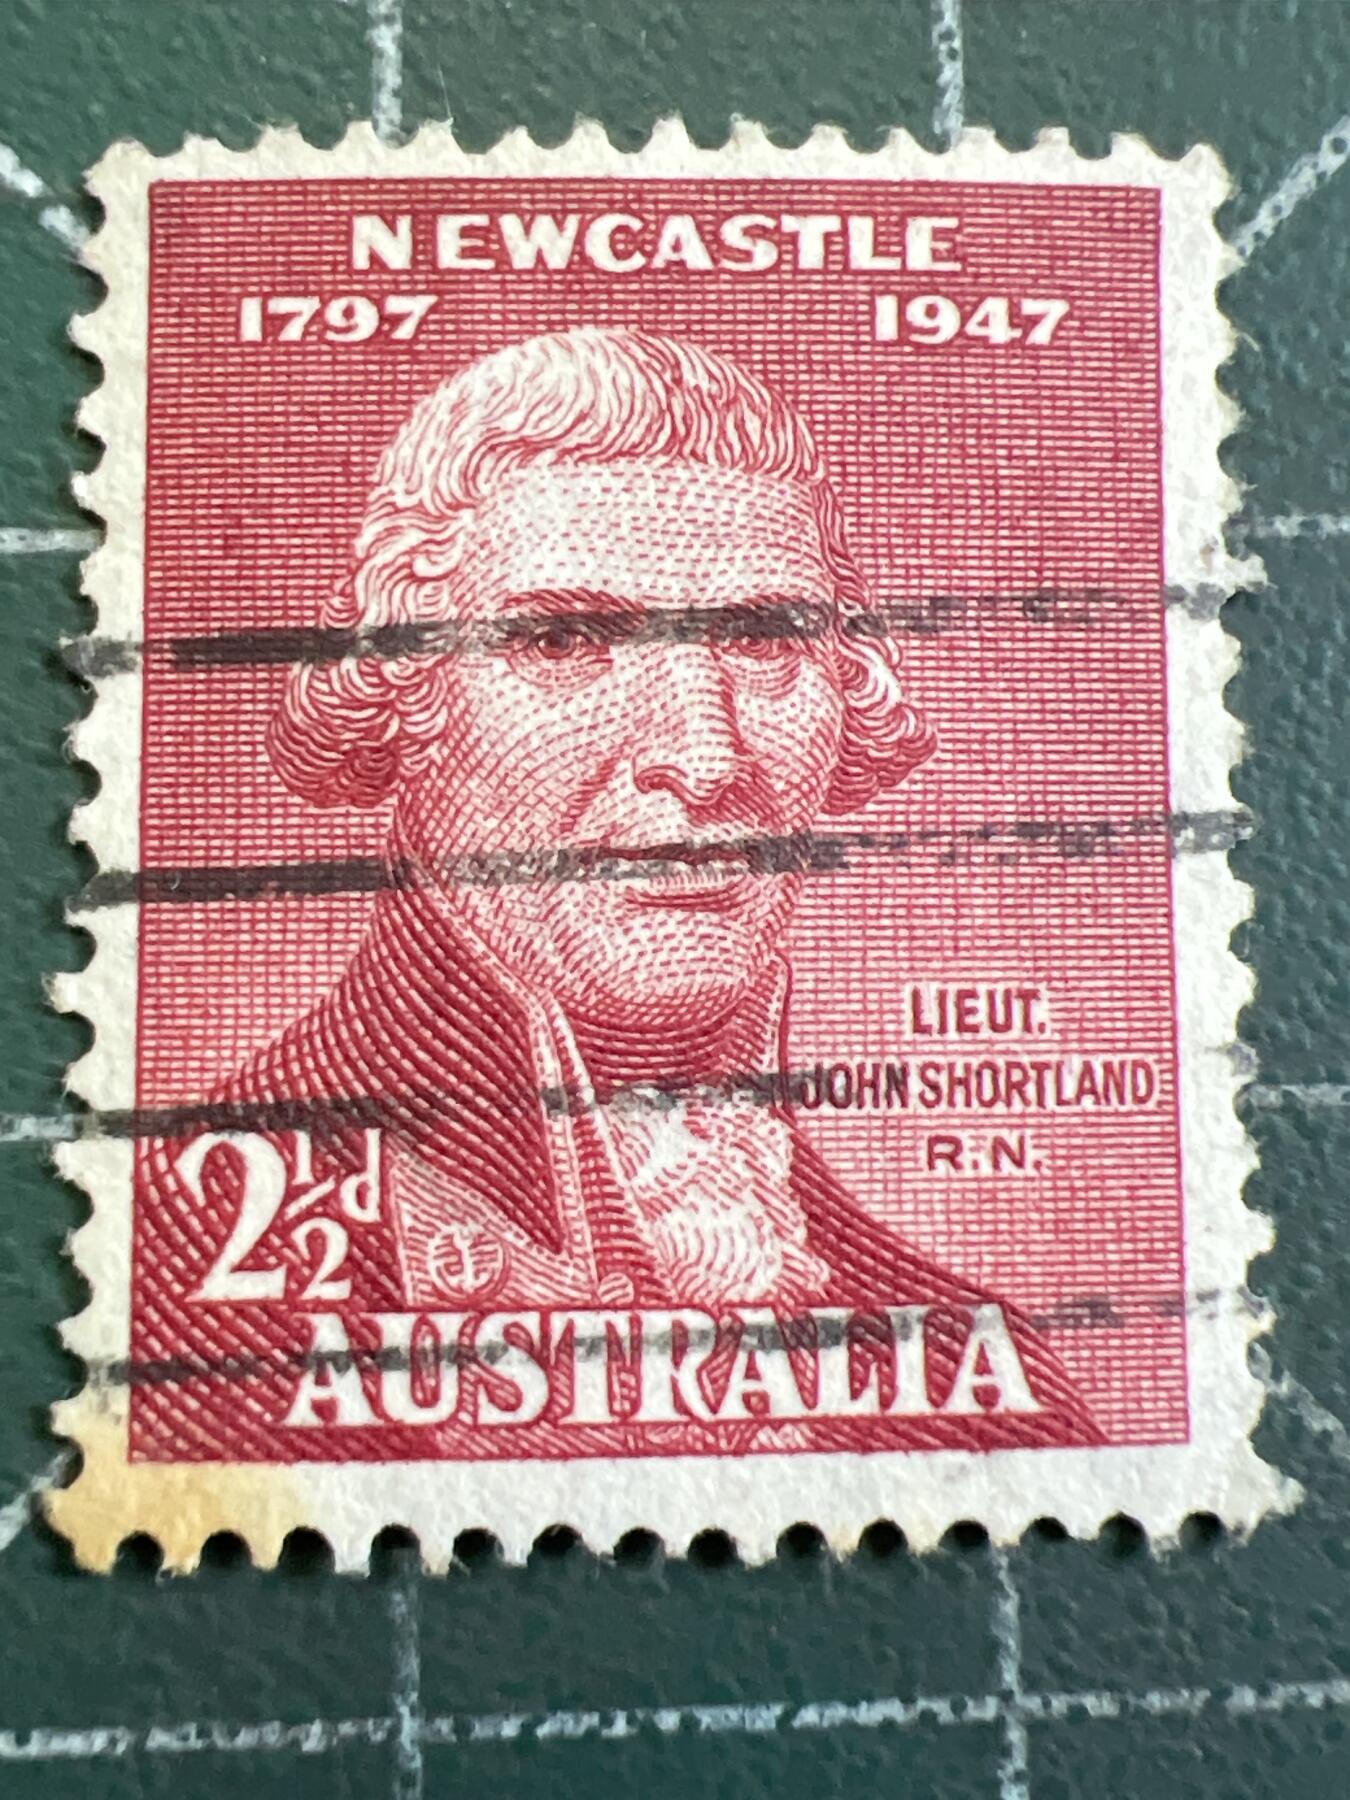 NEWCASTLE
1797 1947
LIEUT.
JOHN SHORTLAND
R.N.
2½d
AUSTRALIA